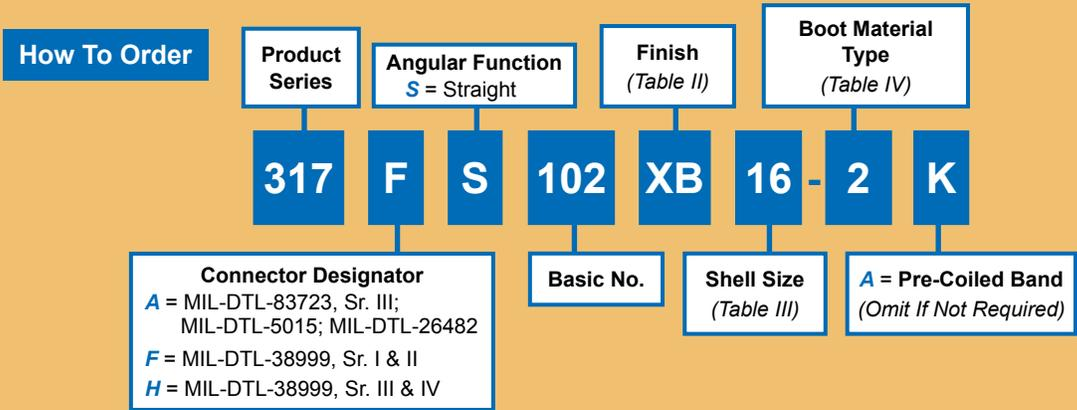 How To Order
Product
Series
Angular Function
S = Straight
Finish
(Table II)
Boot Material
Type
(Table IV)
317 F S 102 XB 16 - 2 K
Connector Designator
A = MIL-DTL-83723, Sr. III;
MIL-DTL-5015; MIL-DTL-26482
F = MIL-DTL-38999, Sr. I & II
H = MIL-DTL-38999, Sr. III & IV
Basic No.
Shell Size
(Table III)
A = Pre-Coiled Band
(Omit If Not Required)